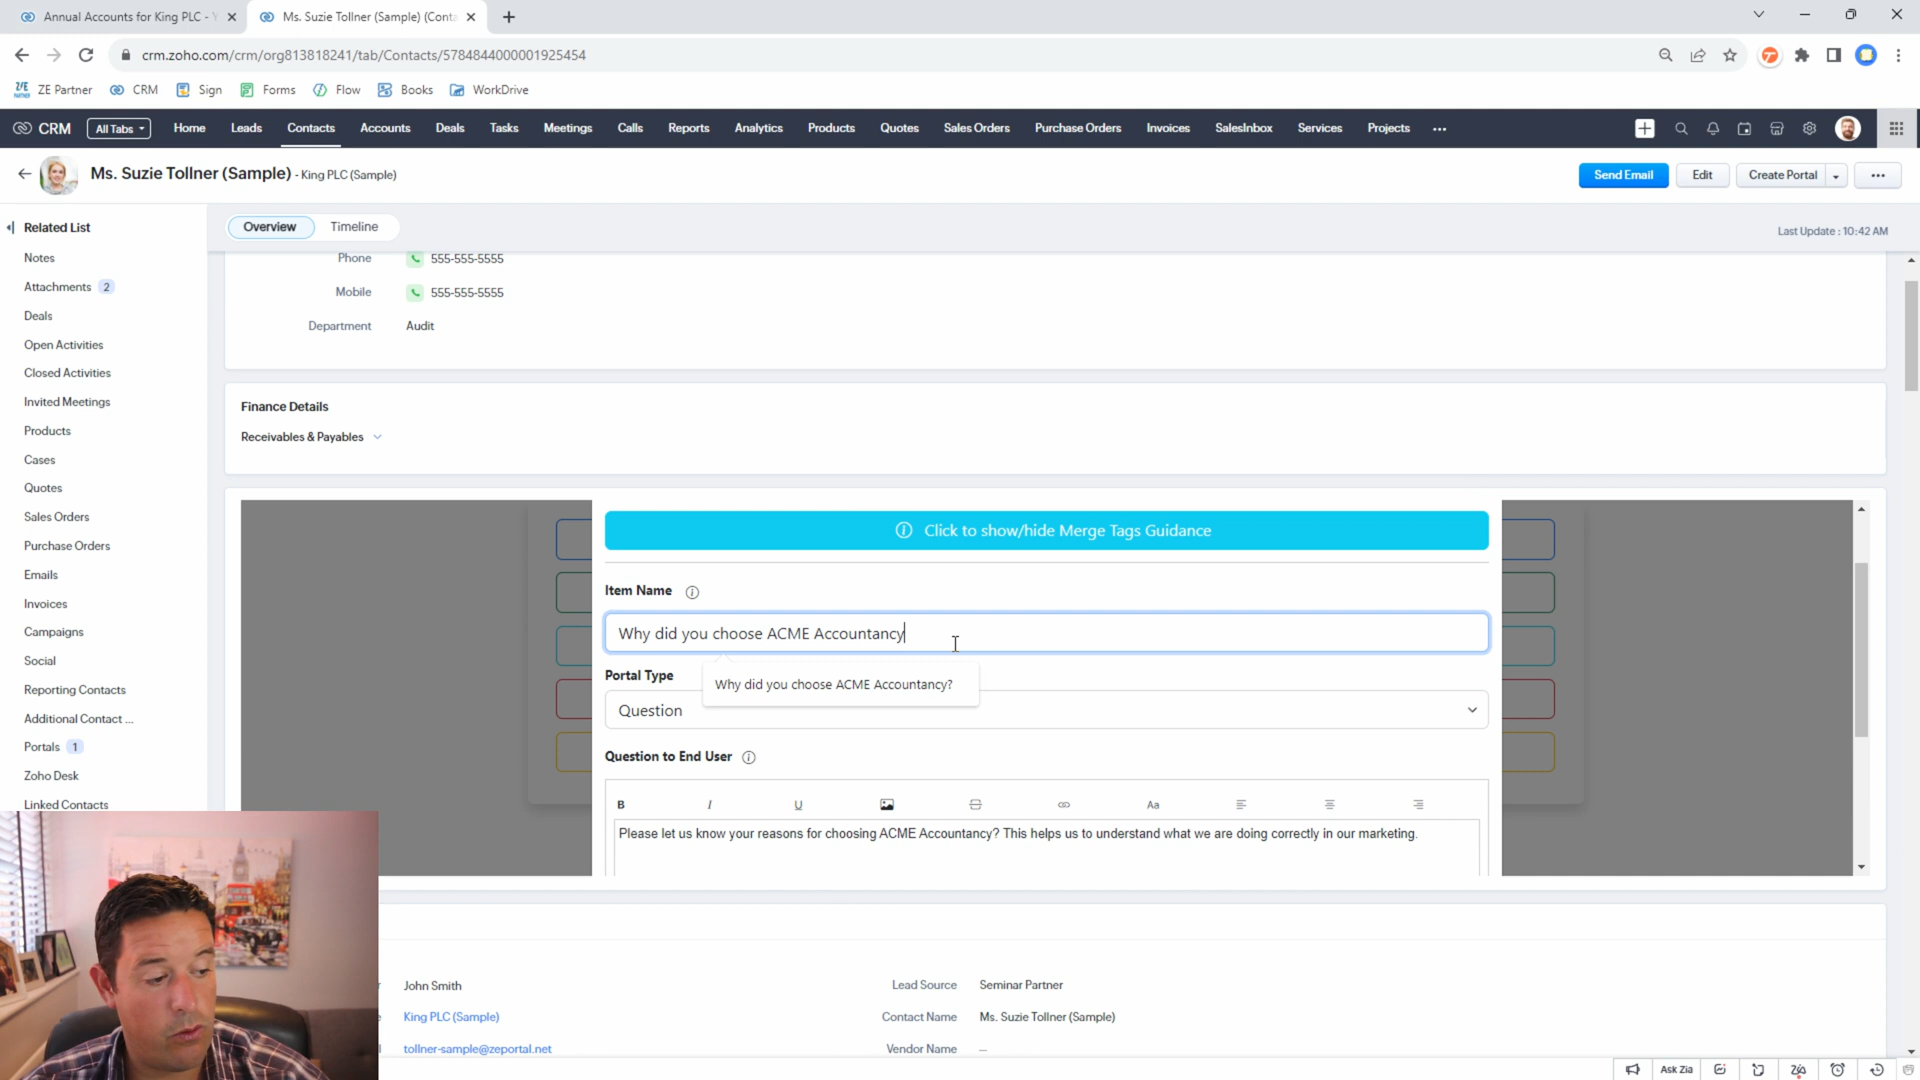 Annual Accounts for King PLC - Y
Ms. Suzie Tollner (Sample) (Conta
crm.zoho.com/crm/org813818241/tab/Contacts/5784844000001925454
ZE Partner CRM Sign Forms Flow Books WorkDrive
CRM All Tabs Home Leads Contacts Accounts Deals Tasks Meetings Calls Reports Analytics Products Quotes Sales Orders Purchase Orders Invoices SalesInbox Services Projects ...
Ms. Suzie Tollner (Sample) - King PLC (Sample)
Send Email Edit Create Portal ...
Related List
Overview Timeline
Last Update : 10:42 AM
Notes
Attachments 2
Deals
Open Activities
Closed Activities
Invited Meetings
Products
Cases
Quotes
Sales Orders
Purchase Orders
Emails
Invoices
Campaigns
Social
Reporting Contacts
Additional Contact ...
Portals 1
Zoho Desk
Linked Contacts
Phone 555-555-5555
Mobile 555-555-5555
Department Audit
Finance Details
Receivables & Payables
Click to show/hide Merge Tags Guidance
Item Name
Why did you choose ACME Accountancy
Portal Type
Why did you choose ACME Accountancy?
Question
Question to End User
B I U Aa
Please let us know your reasons for choosing ACME Accountancy? This helps us to understand what we are doing correctly in our marketing.
John Smith
Lead Source Seminar Partner
King PLC (Sample)
Contact Name Ms. Suzie Tollner (Sample)
tollner-sample@zeportal.net
Vendor Name —
Ask Zia